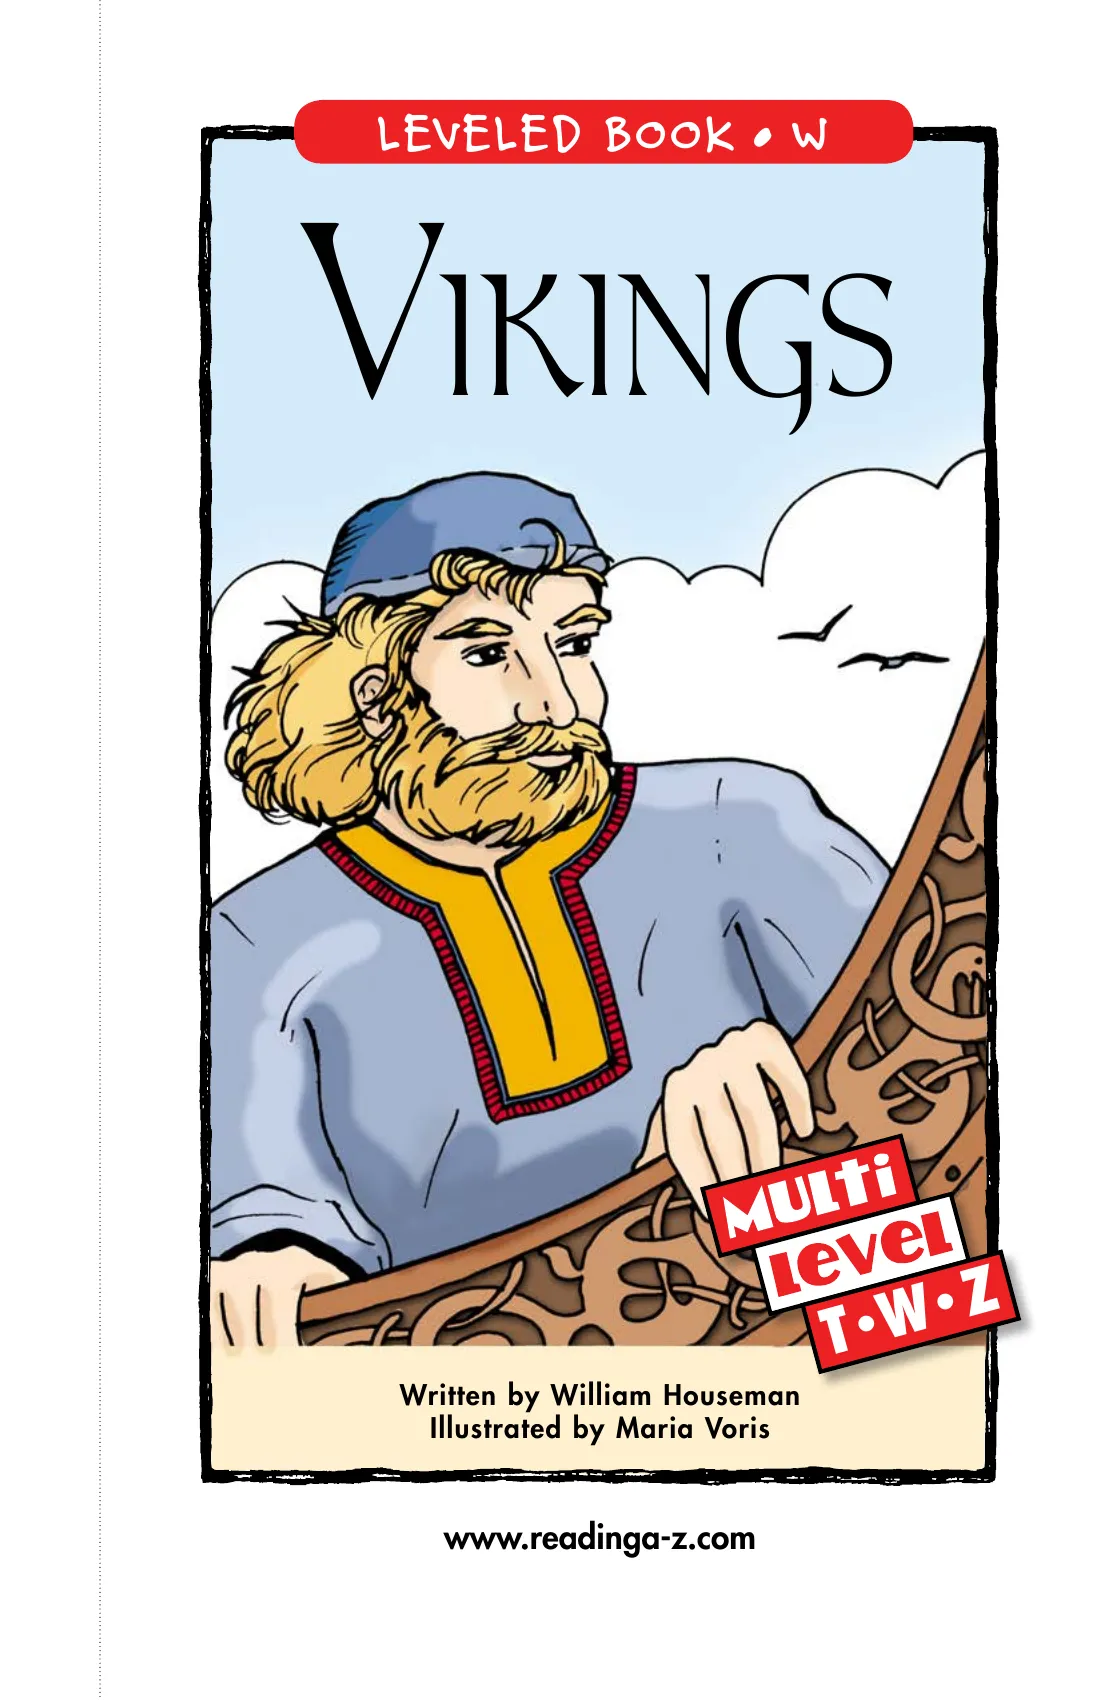 LEVELED BOOK • W
VIKINGS
MULTi
LeVeL
T•W•Z
Written by William Houseman
Illustrated by Maria Voris
www.readinga-z.com